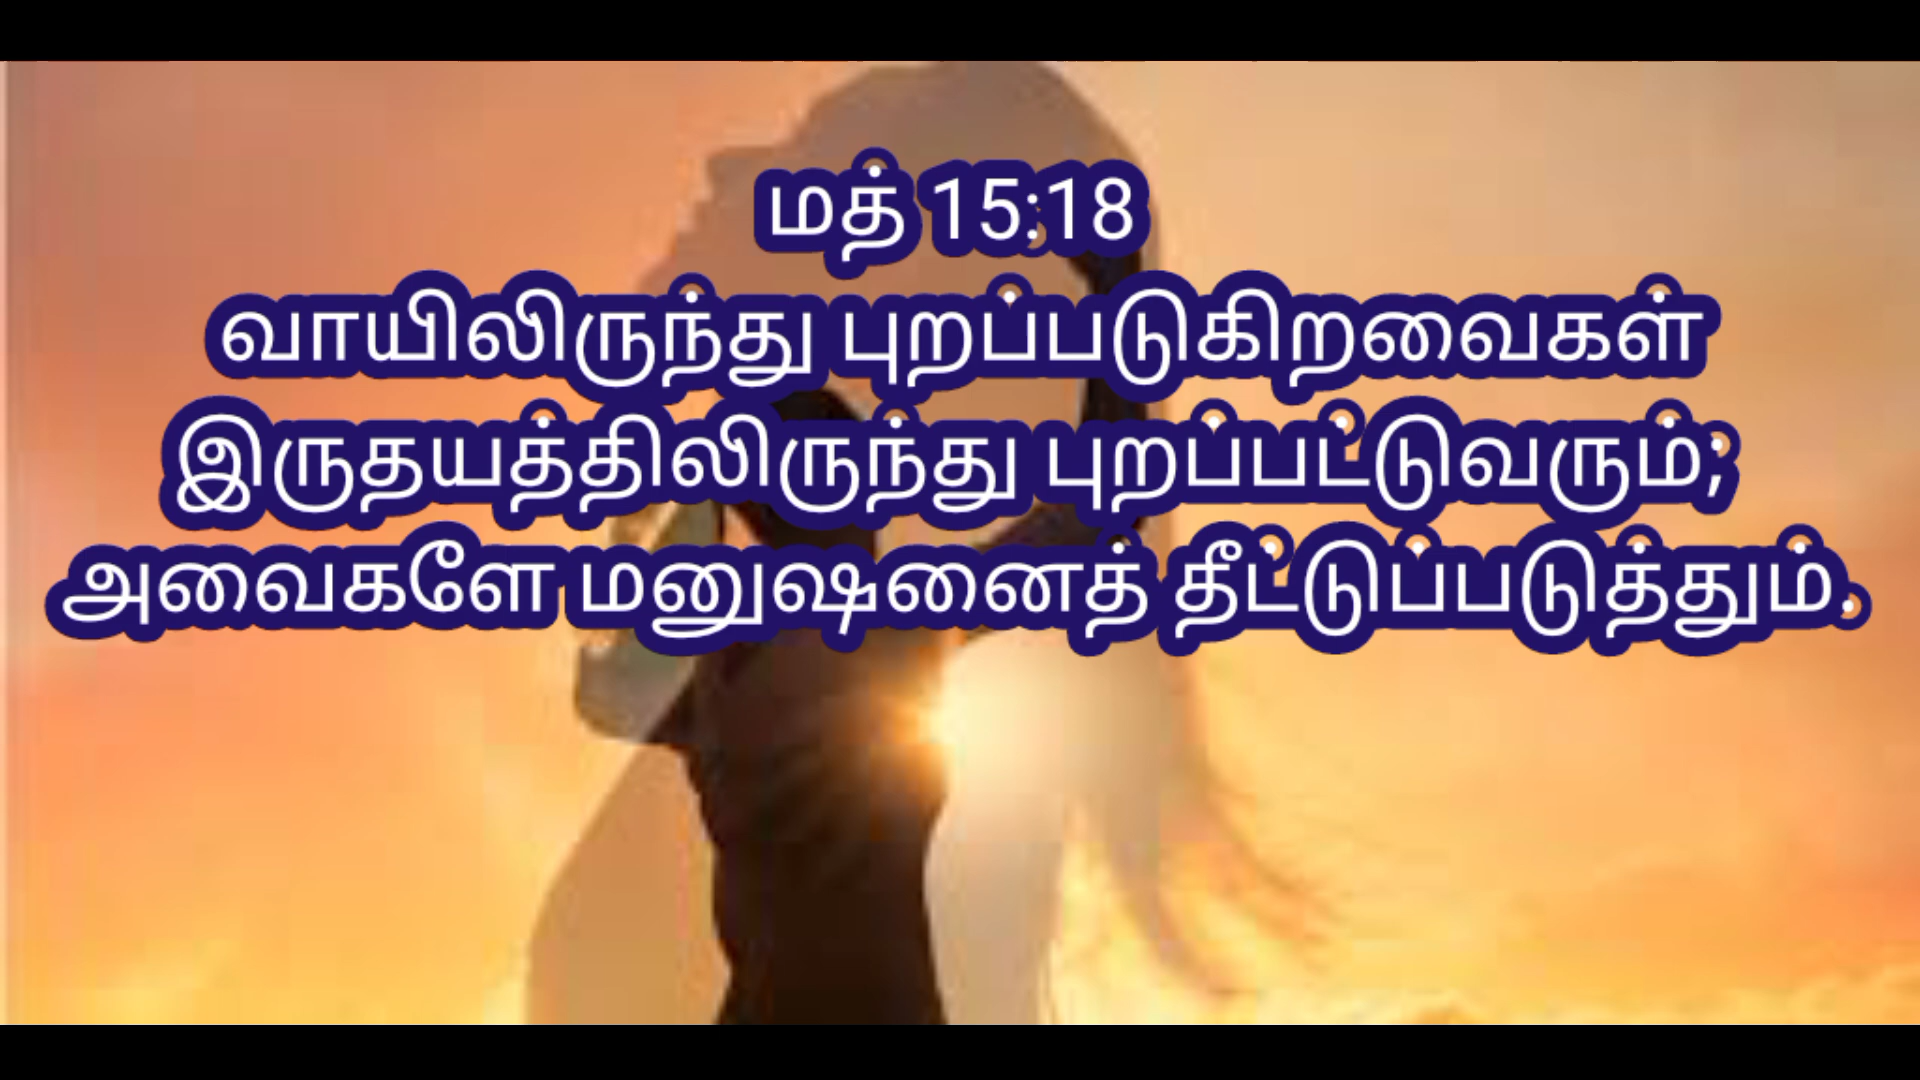 மத் 15:18
வாயிலிருந்து புறப்படுகிறவைகள்
இருதயத்திலிருந்து புறப்பட்டுவரும்;
அவைகளே மனுஷனைத் தீட்டுப்படுத்தும்.